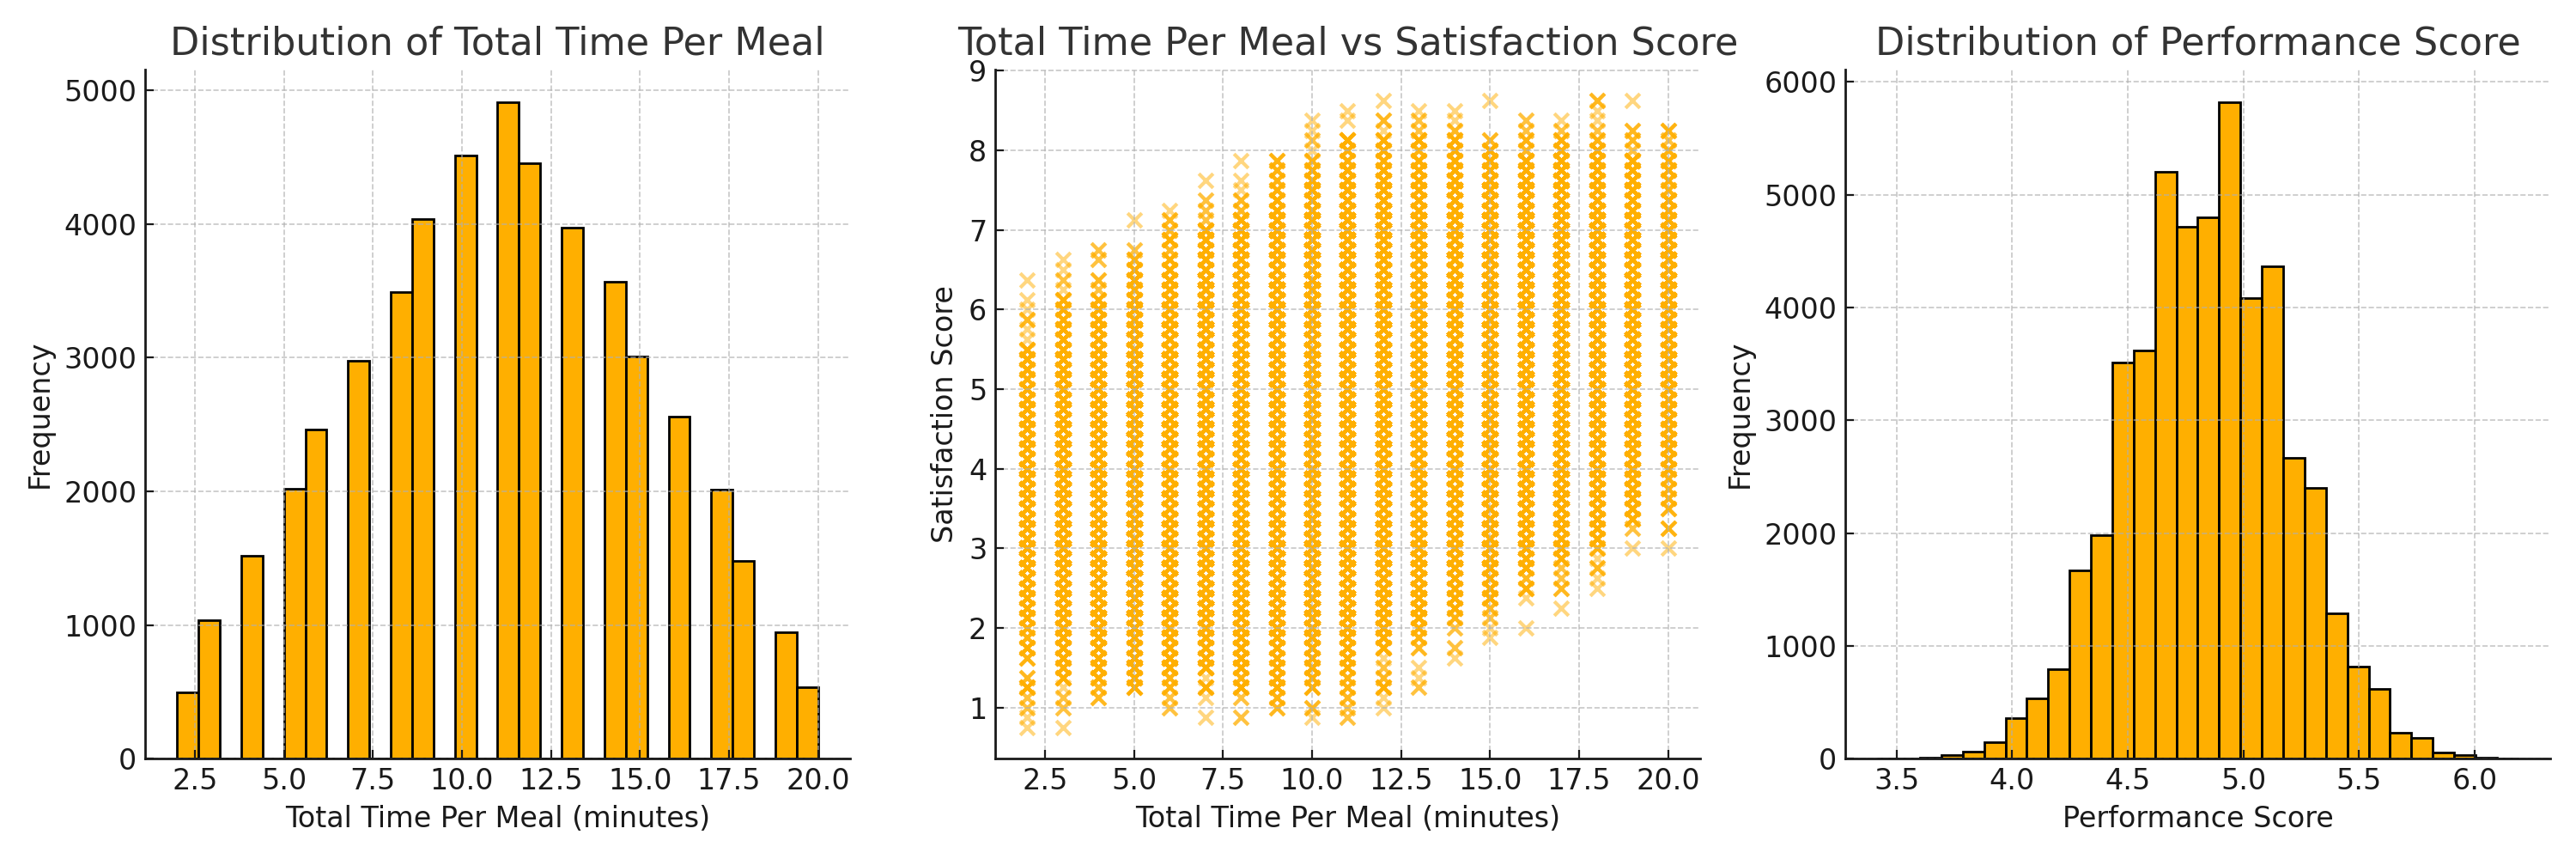 Distribution of Total Time Per Meal
5000
4000
3000
2000
1000
0
Frequency
2.5 5.0 7.5 10.0 12.5 15.0 17.5 20.0
Total Time Per Meal (minutes)
Total Time Per Meal vs Satisfaction Score
9
8
7
6
5
4
3
2
1
Satisfaction Score
2.5 5.0 7.5 10.0 12.5 15.0 17.5 20.0
Total Time Per Meal (minutes)
Distribution of Performance Score
6000
5000
4000
3000
2000
1000
0
Frequency
3.5 4.0 4.5 5.0 5.5 6.0
Performance Score